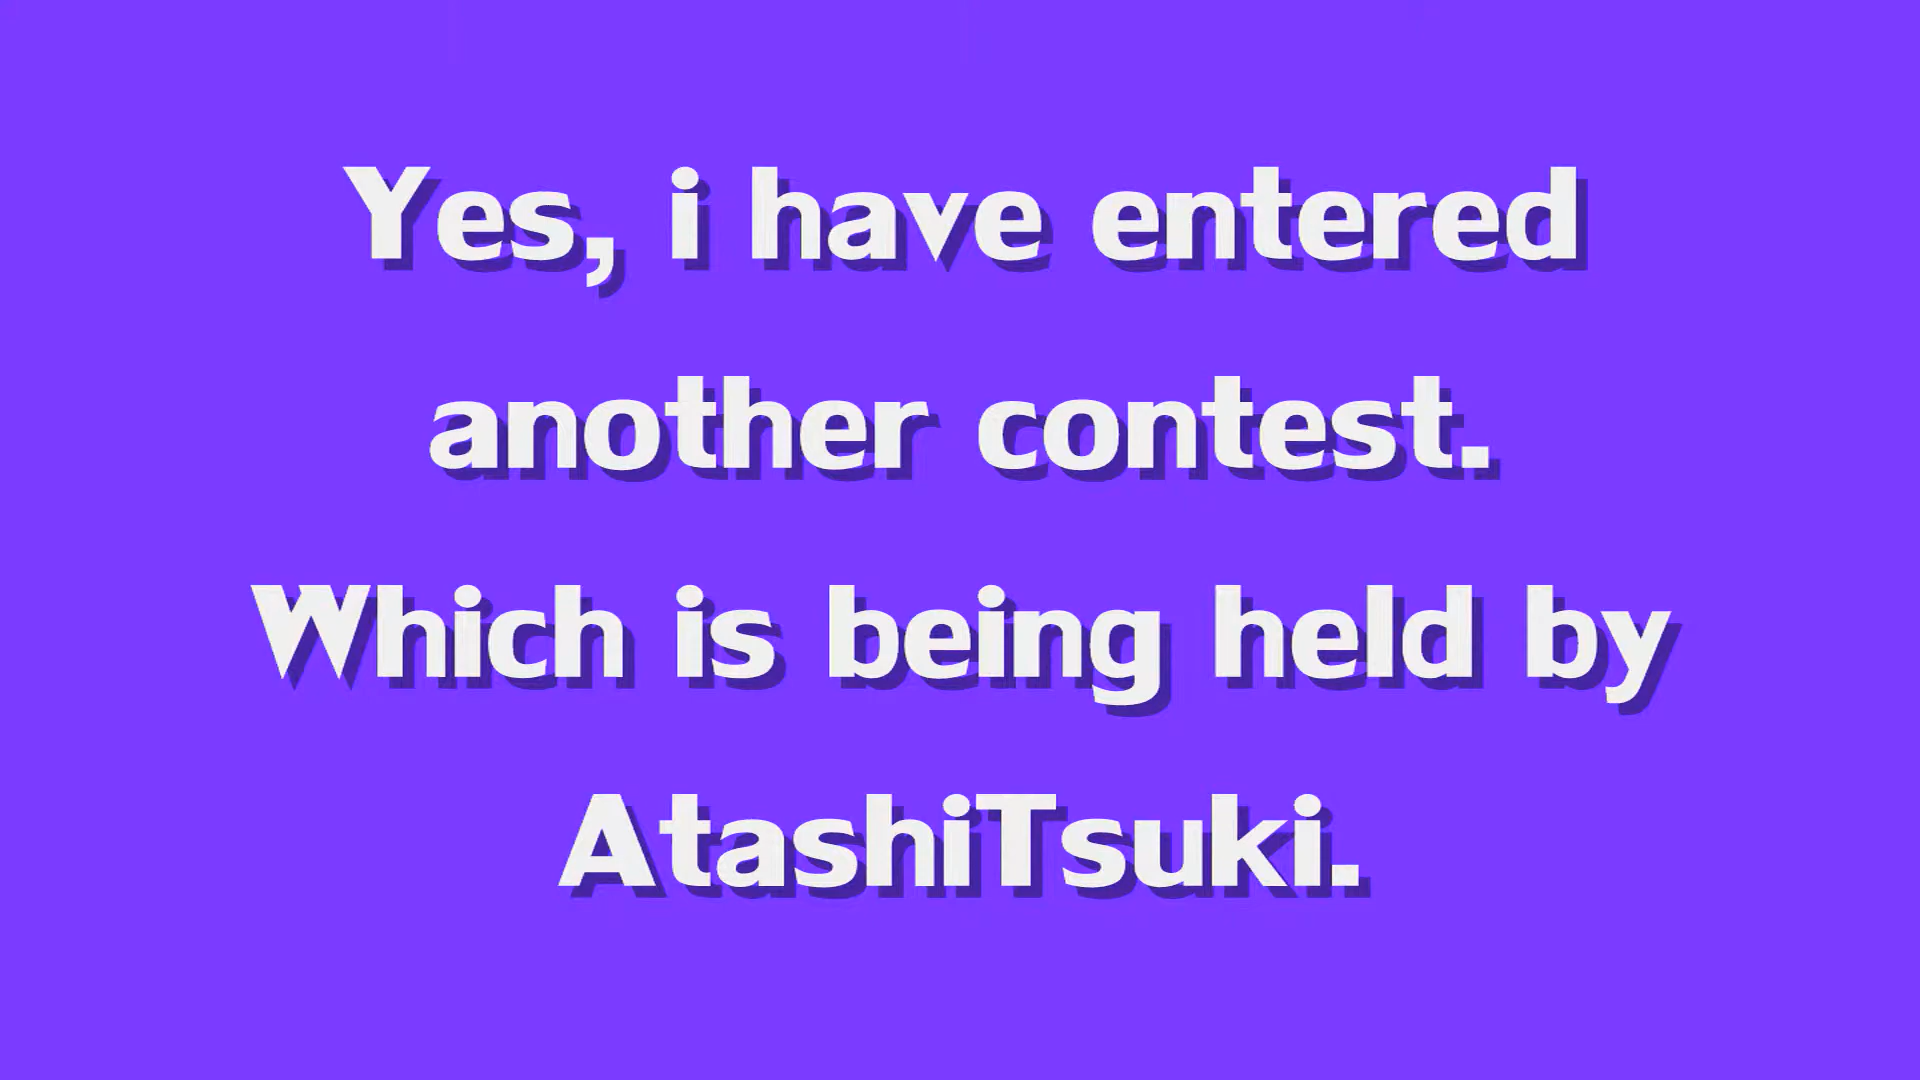 Yes, i have entered
another contest.
Which is being held by
AtashiTsuki.